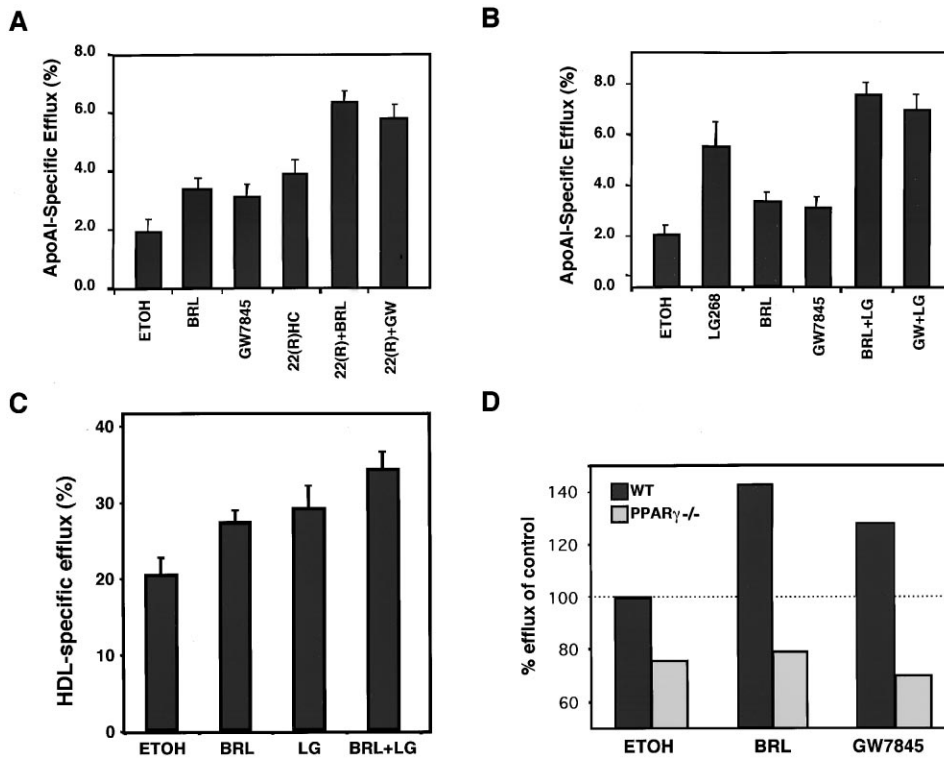 A
ApoAI-Specific Efflux (%)
8.0
6.0
4.0
2.0
0.0
ETOH
BRL
GW7845
22(R)HC
22(R)+BRL
22(R)+GW
B
ApoAI-Specific Efflux (%)
8.0
6.0
4.0
2.0
0.0
ETOH
LG268
BRL
GW7845
BRL+LG
GW+LG
C
HDL-specific efflux (%)
40
30
20
10
0
ETOH
BRL
LG
BRL+LG
D
% efflux of control
140
120
100
80
60
WT
PPARγ-/-
ETOH
BRL
GW7845